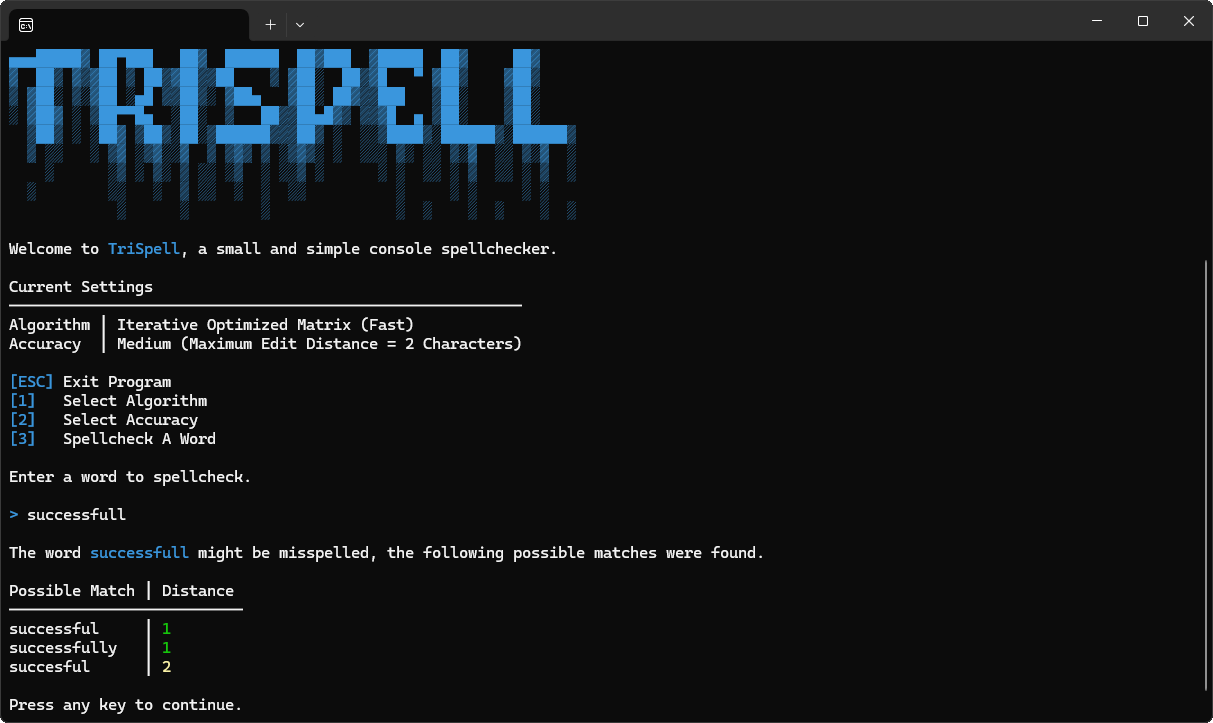 TRISPELL
Welcome to TriSpell, a small and simple console spellchecker.
Current Settings
Algorithm | Iterative Optimized Matrix (Fast)
Accuracy | Medium (Maximum Edit Distance = 2 Characters)
[ESC] Exit Program
[1] Select Algorithm
[2] Select Accuracy
[3] Spellcheck A Word
Enter a word to spellcheck.
> successfull
The word successfull might be misspelled, the following possible matches were found.
Possible Match | Distance
successful | 1
successfully | 1
succesful | 2
Press any key to continue.